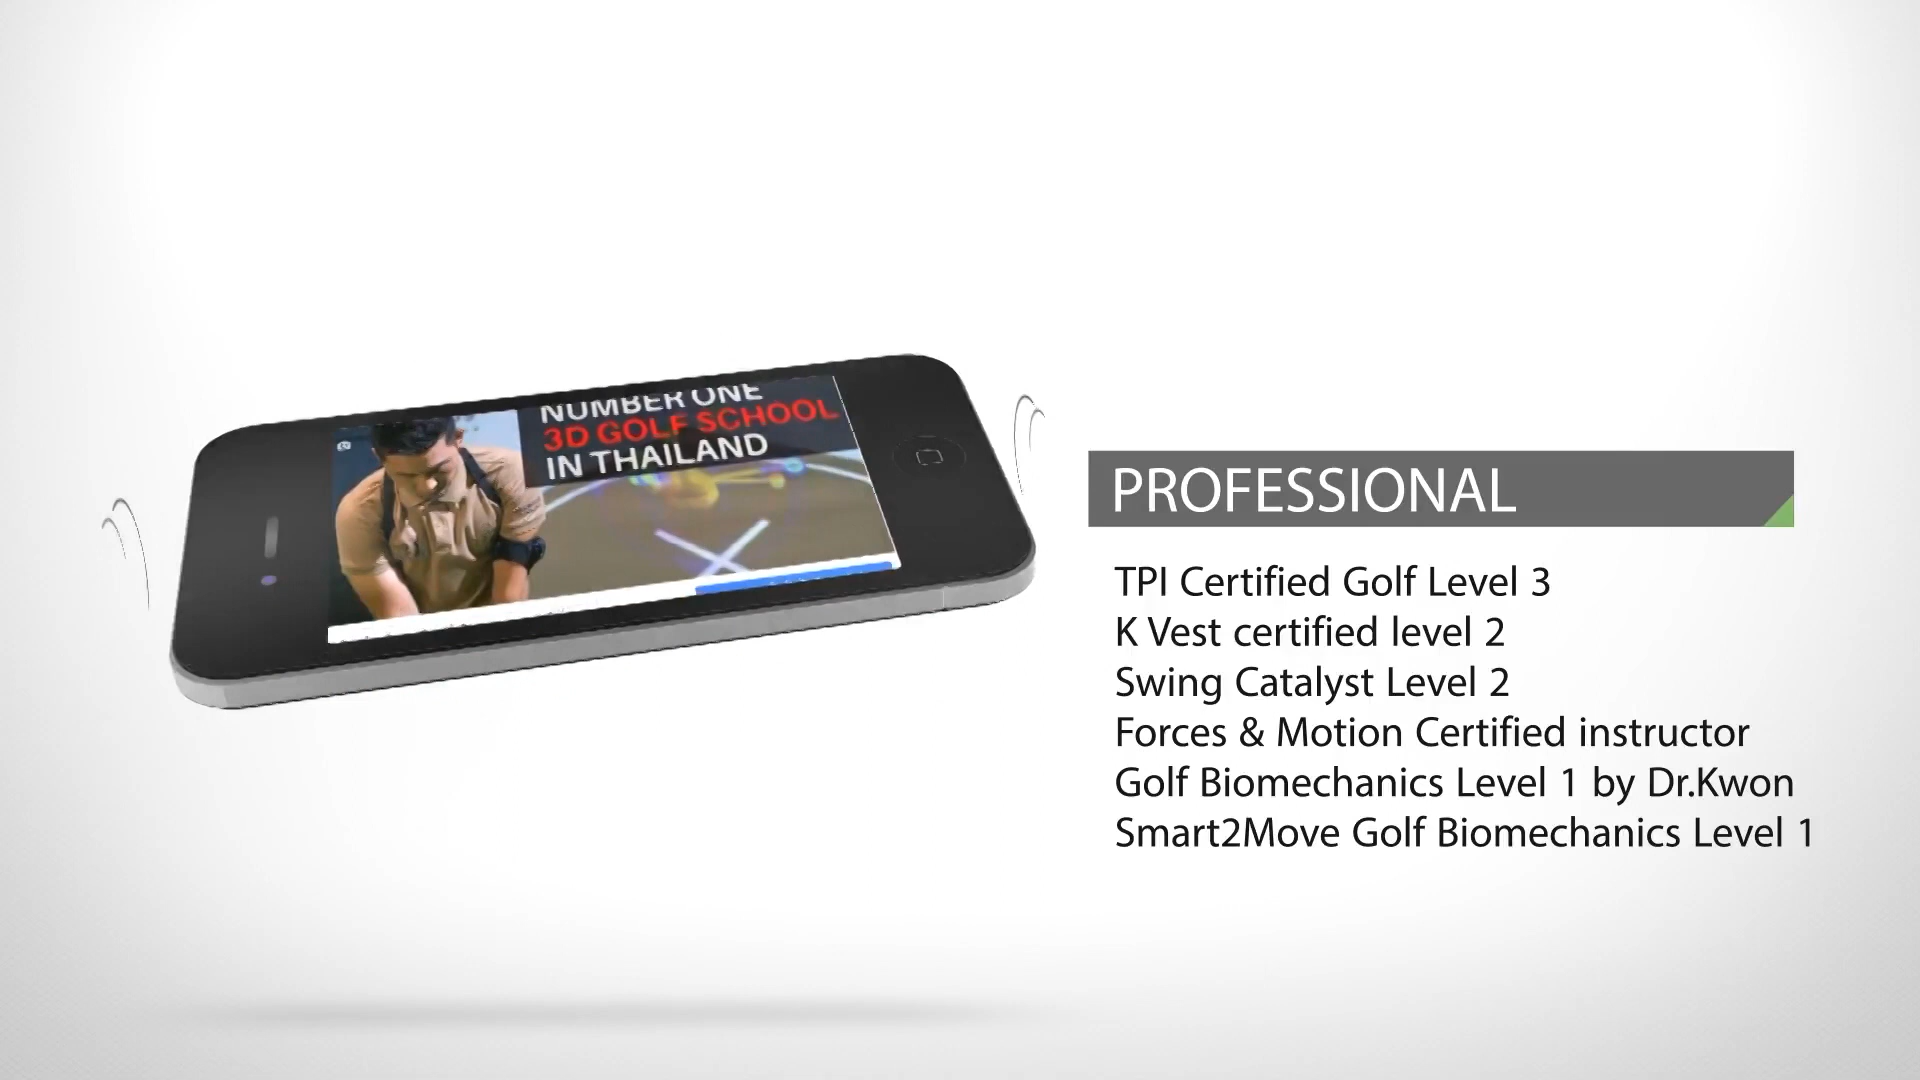 NUMBER ONE
3D GOLF SCHOOL
IN THAILAND
PROFESSIONAL
TPI Certified Golf Level 3
K Vest certified level 2
Swing Catalyst Level 2
Forces & Motion Certified instructor
Golf Biomechanics Level 1 by Dr.Kwon
Smart2Move Golf Biomechanics Level 1